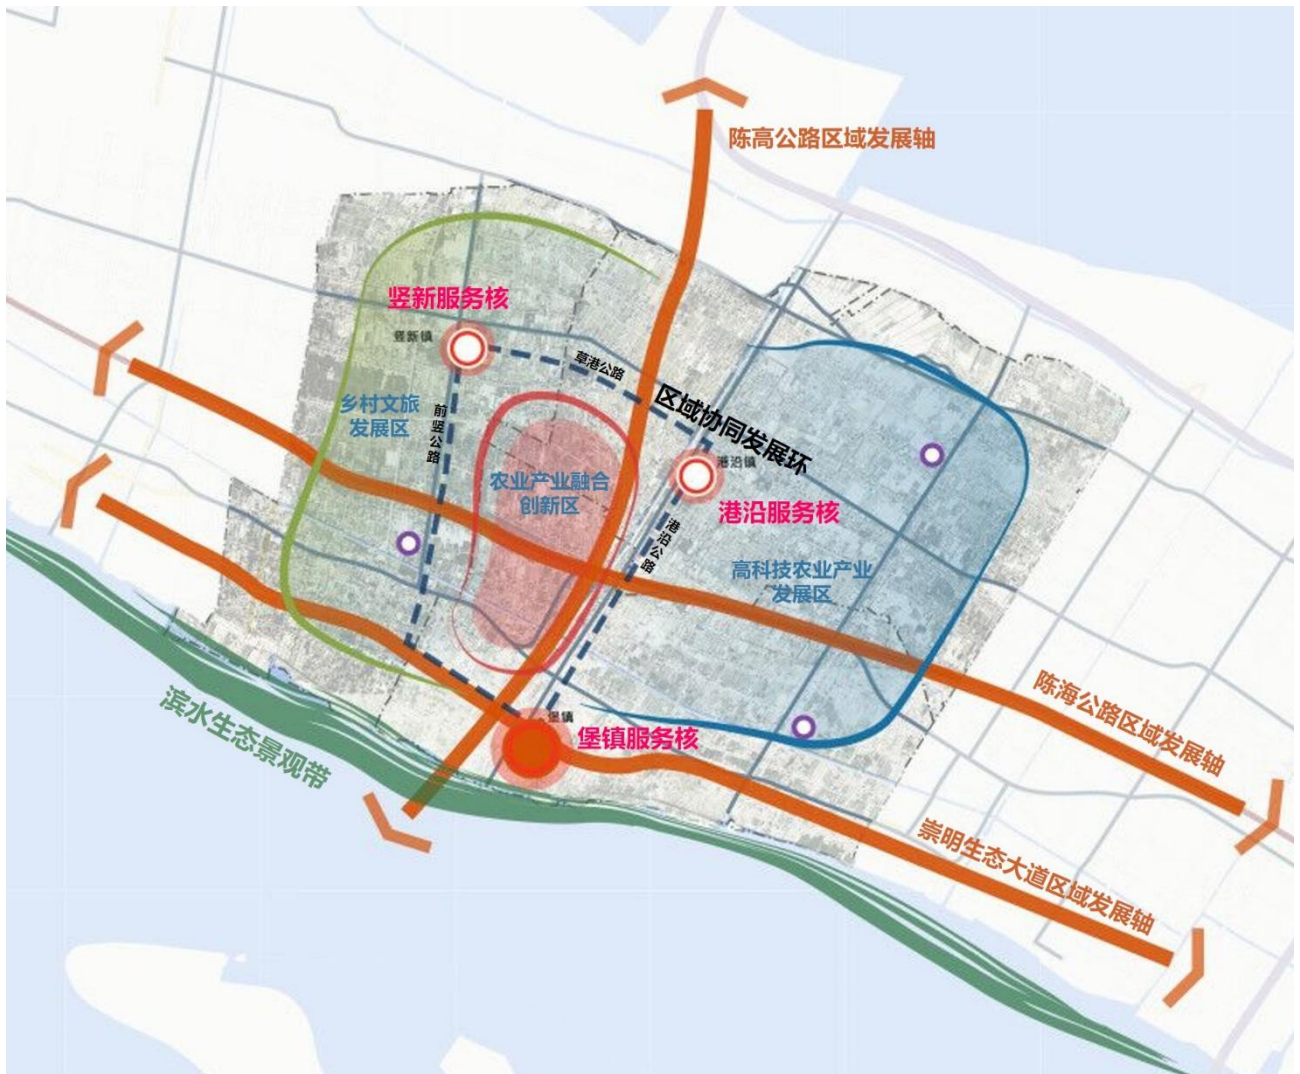 陈高公路区域发展轴
竖新服务核
竖新镇
草港公路
区域协同发展环
乡村文旅
发展区
前竖公路
港沿镇
农业产业融合
创新区
港沿服务核
港沿公路
高科技农业产业
发展区
陈海公路区域发展轴
滨水生态景观带
堡镇
堡镇服务核
崇明生态大道区域发展轴